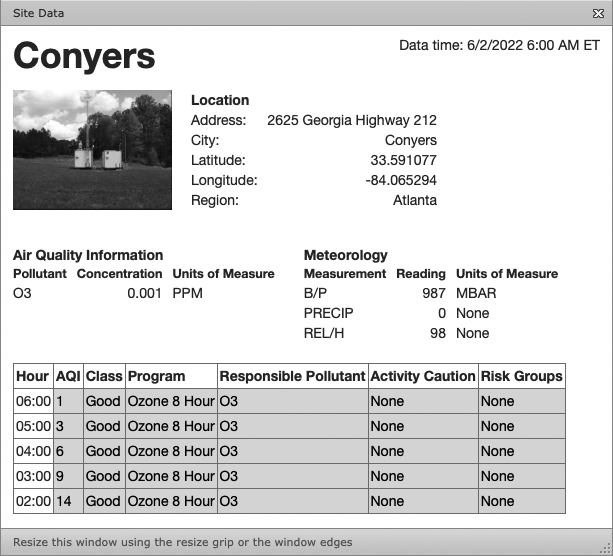 Site Data
Conyers
Data time: 6/2/2022 6:00 AM ET
Location
Address: 2625 Georgia Highway 212
City: Conyers
Latitude: 33.591077
Longitude: -84.065294
Region: Atlanta
Air Quality Information
Pollutant Concentration Units of Measure
O3 0.001 PPM
Meteorology
Measurement Reading Units of Measure
B/P 987 MBAR
PRECIP 0 None
REL/H 98 None
Hour AQI Class Program Responsible Pollutant Activity Caution Risk Groups
06:00 1 Good Ozone 8 Hour O3 None None
05:00 3 Good Ozone 8 Hour O3 None None
04:00 6 Good Ozone 8 Hour O3 None None
03:00 9 Good Ozone 8 Hour O3 None None
02:00 14 Good Ozone 8 Hour O3 None None
Resize this window using the resize grip or the window edges